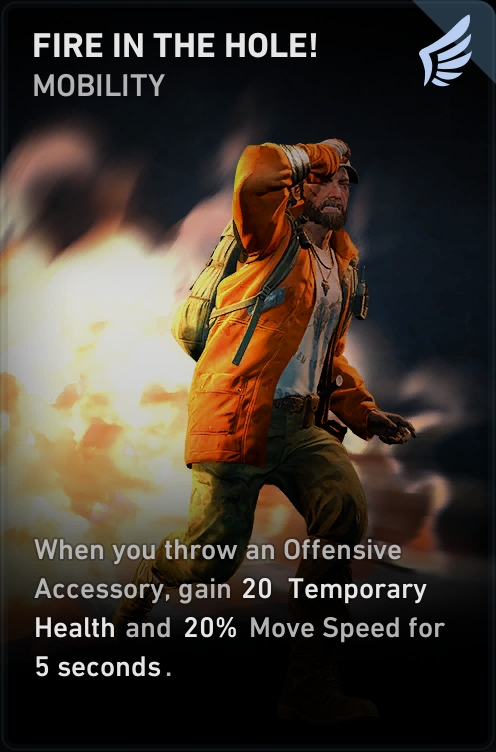 FIRE IN THE HOLE!
MOBILITY
When you throw an Offensive
Accessory, gain 20 Temporary
Health and 20% Move Speed for
5 seconds.